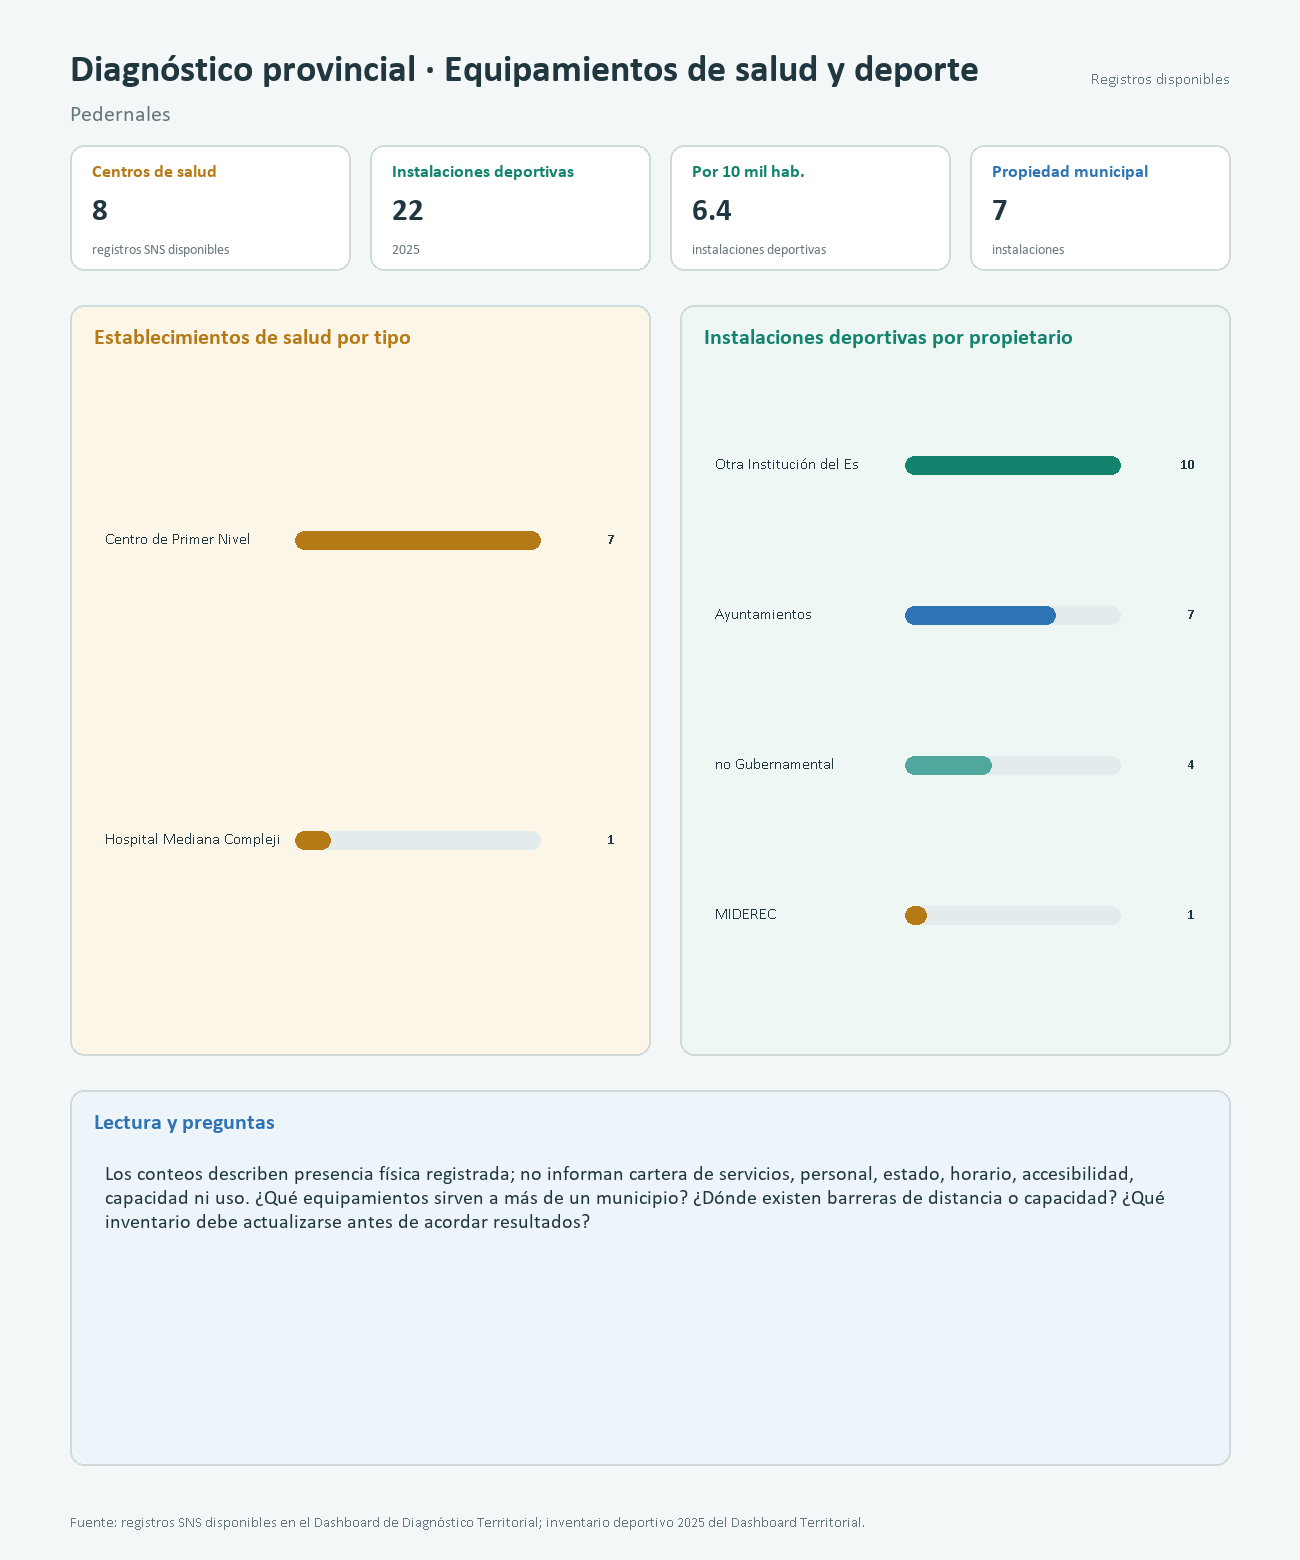 Diagnóstico provincial · Equipamientos de salud y deporte
Registros disponibles
Pedernales
Centros de salud
8
registros SNS disponibles
Instalaciones deportivas
22
2025
Por 10 mil hab.
6.4
instalaciones deportivas
Propiedad municipal
7
instalaciones
Establecimientos de salud por tipo
Centro de Primer Nivel 7
Hospital Mediana Compleji 1
Instalaciones deportivas por propietario
Otra Institución del Es 10
Ayuntamientos 7
no Gubernamental 4
MIDEREC 1
Lectura y preguntas
Los conteos describen presencia física registrada; no informan cartera de servicios, personal, estado, horario, accesibilidad,
capacidad ni uso. ¿Qué equipamientos sirven a más de un municipio? ¿Dónde existen barreras de distancia o capacidad? ¿Qué
inventario debe actualizarse antes de acordar resultados?
Fuente: registros SNS disponibles en el Dashboard de Diagnóstico Territorial; inventario deportivo 2025 del Dashboard Territorial.